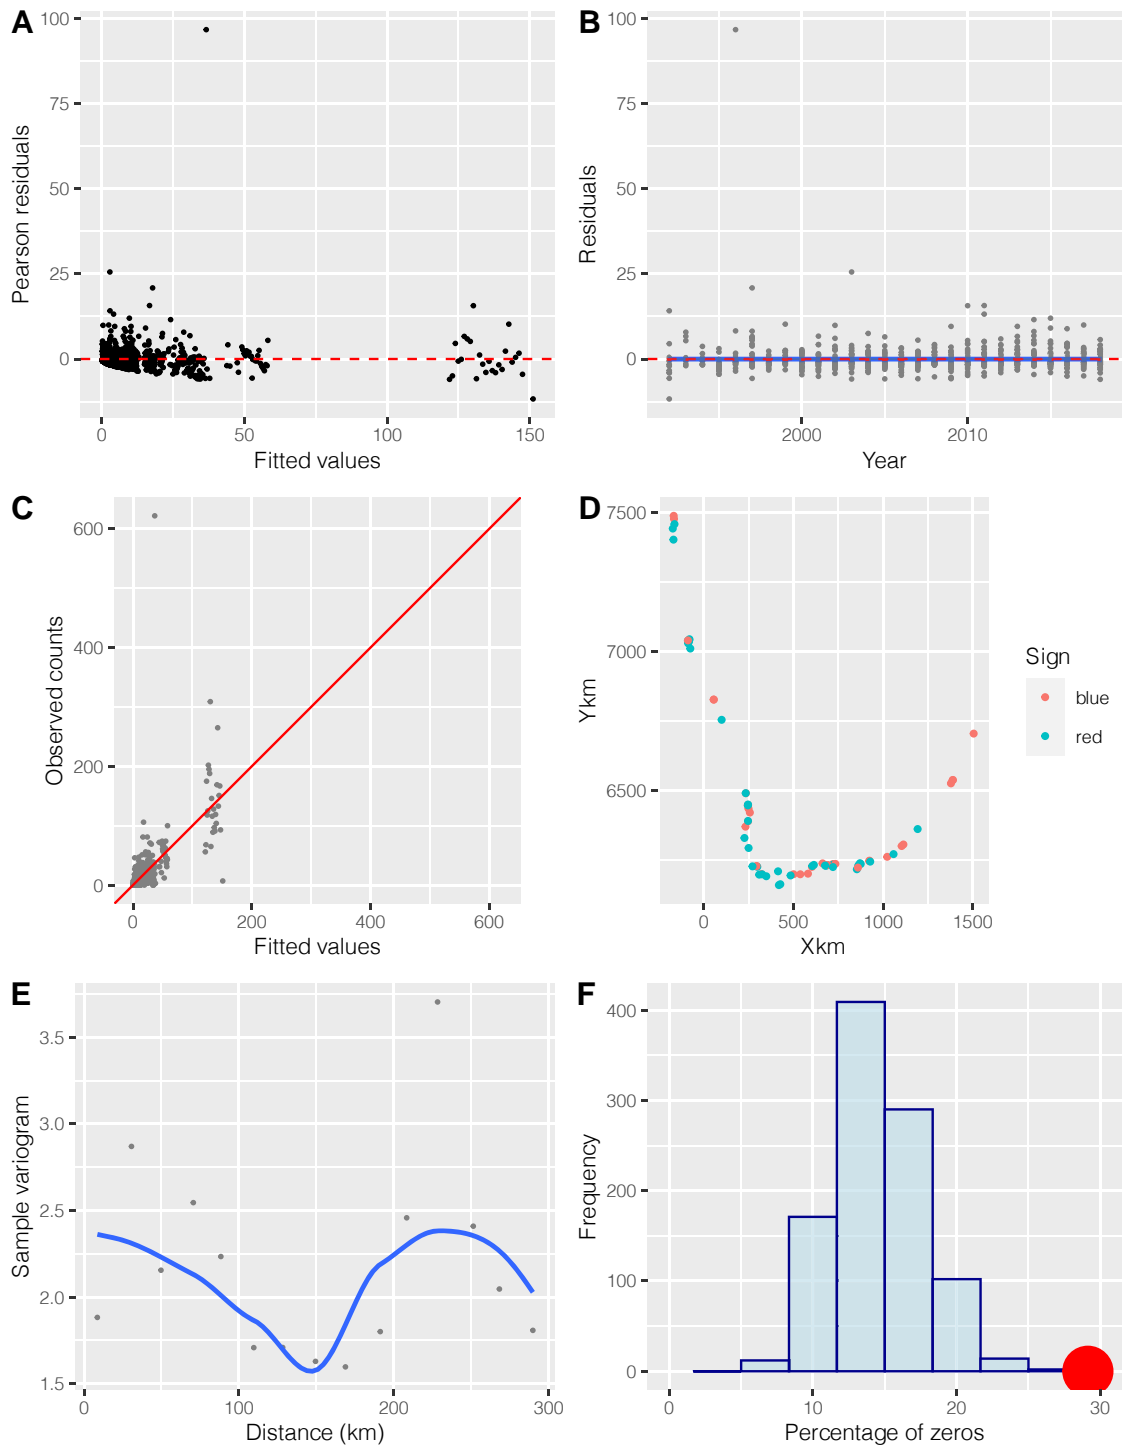 A
100
75
50
25
0
Pearson residuals
0
50
100
150
Fitted values
B
100
75
50
25
0
Residuals
2000
2010
Year
C
600
400
200
0
Observed counts
0
200
400
600
Fitted values
D
7500
7000
6500
Ykm
0
500
1000
1500
Xkm
Sign
blue
red
E
3.5
3.0
2.5
2.0
1.5
Sample variogram
0
100
200
300
Distance (km)
F
400
300
200
100
0
Frequency
0
10
20
30
Percentage of zeros